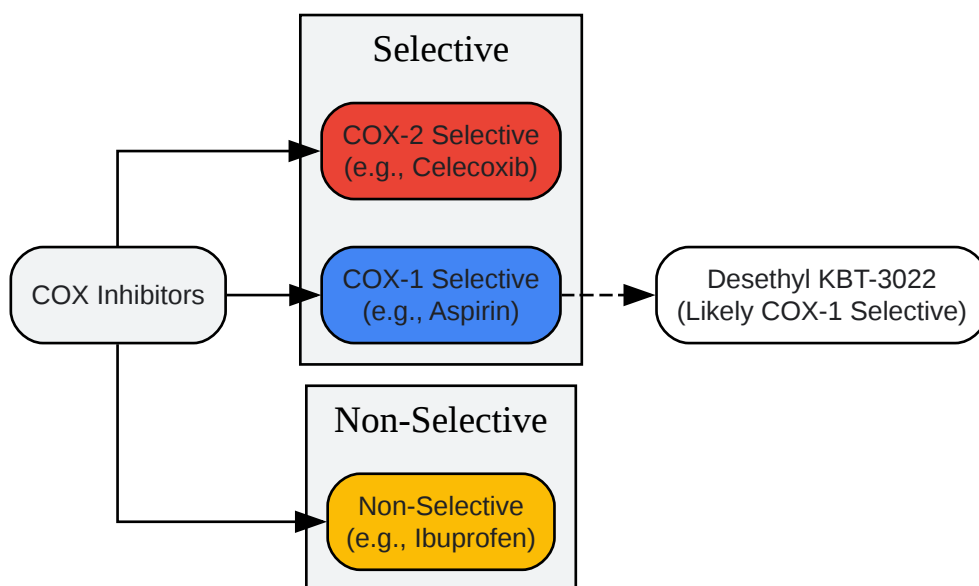 Selective
COX-2 Selective
(e.g., Celecoxib)
COX Inhibitors
COX-1 Selective
(e.g., Aspirin)
Desethyl KBT-3022
(Likely COX-1 Selective)
Non-Selective
Non-Selective
(e.g., Ibuprofen)